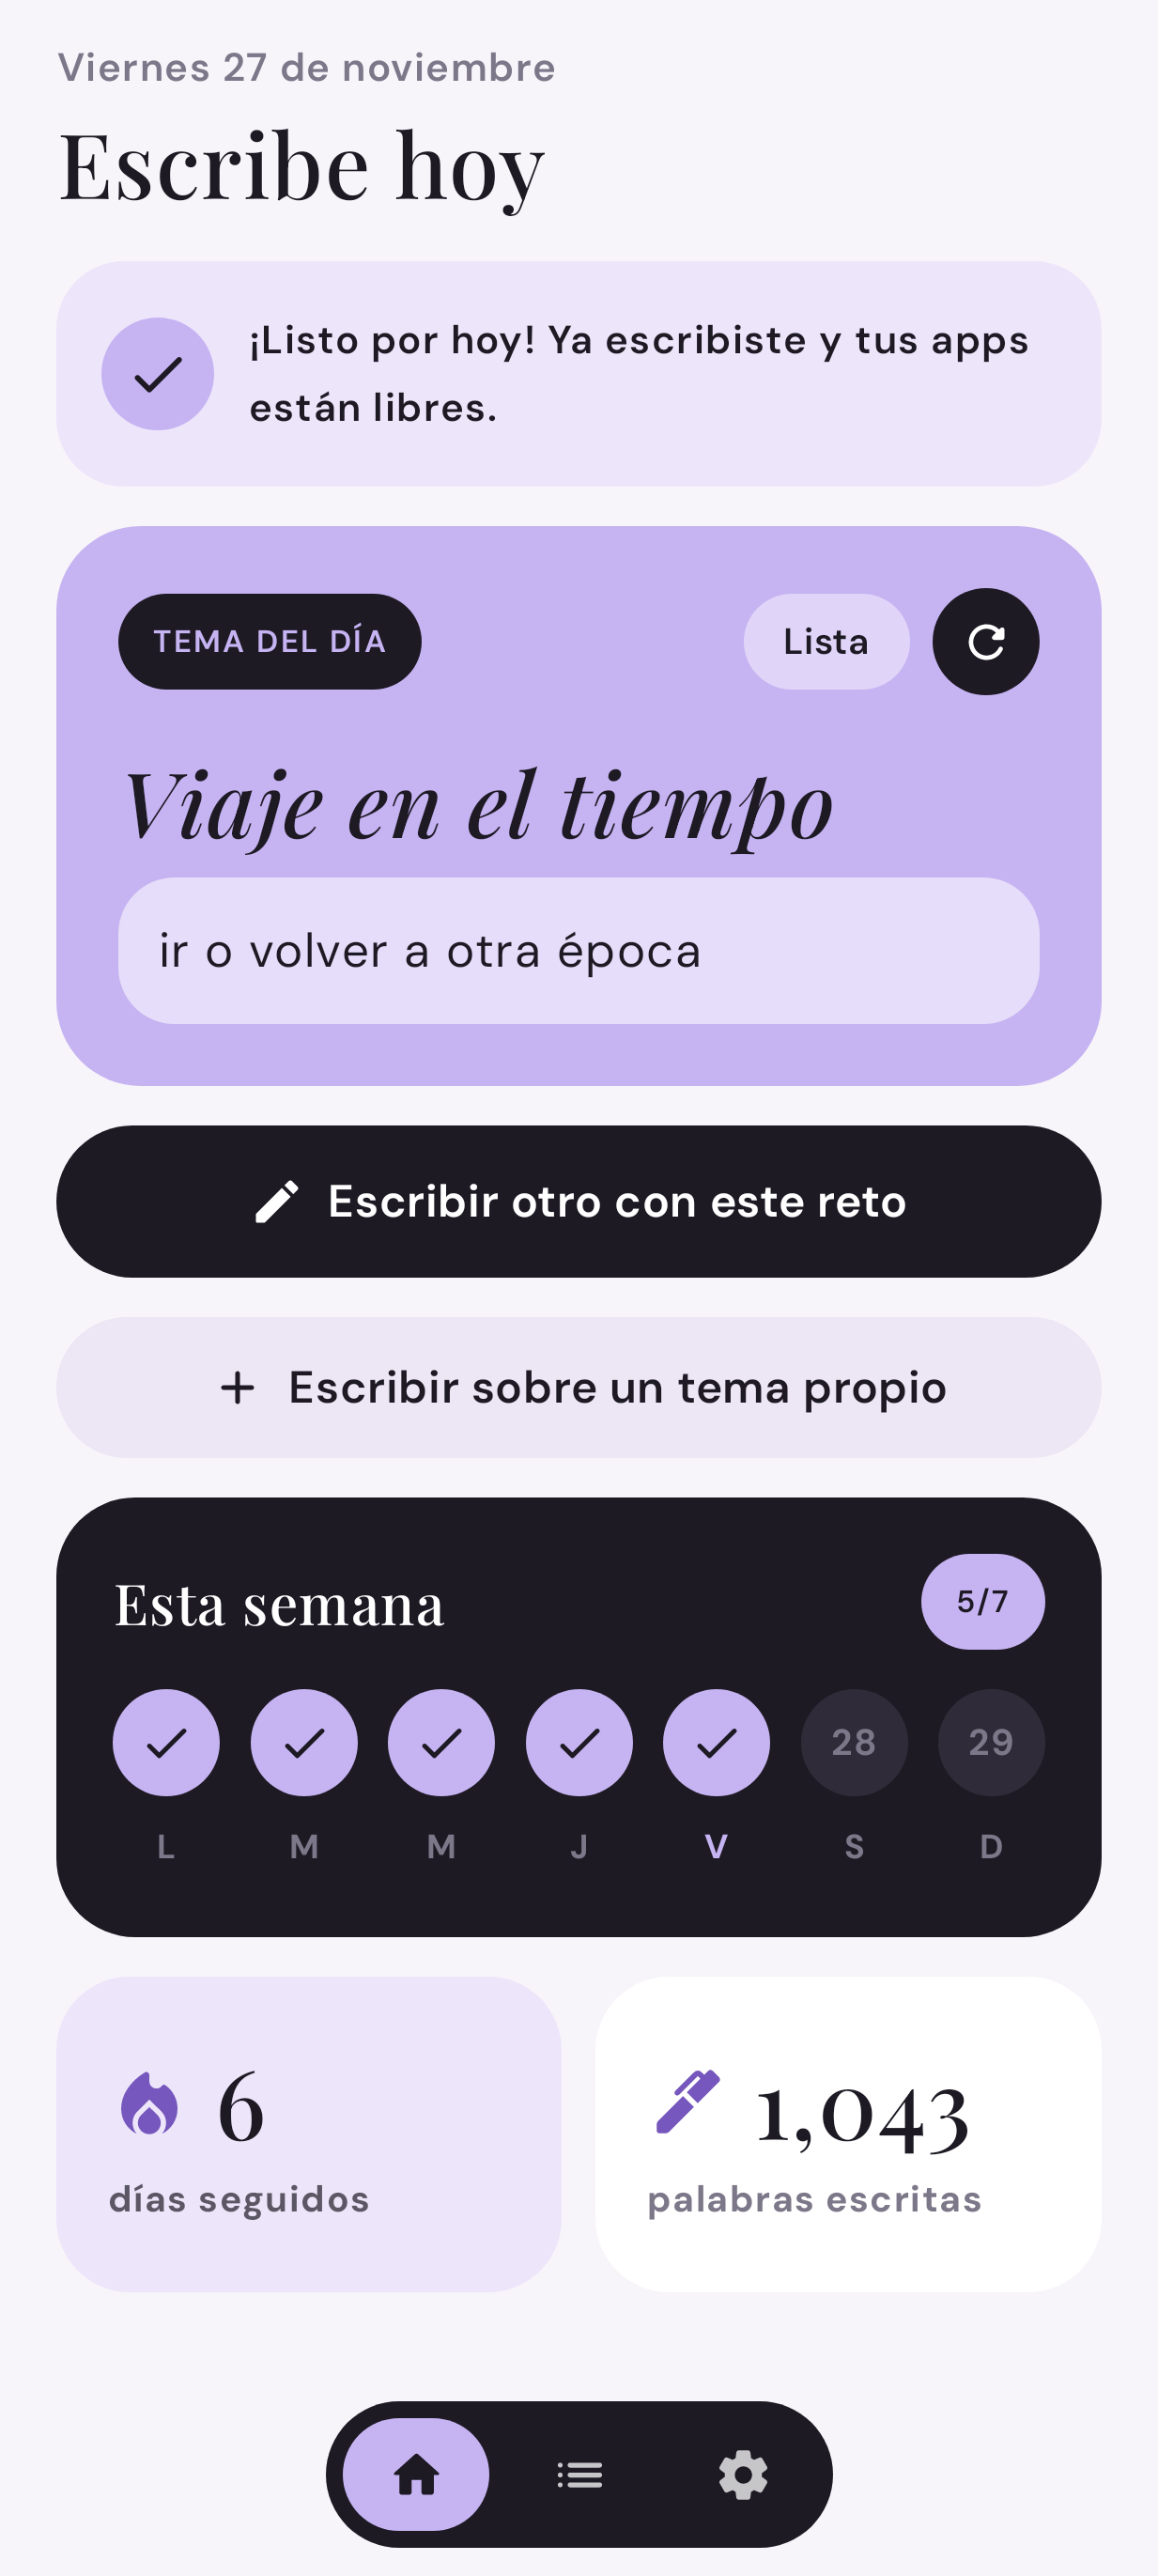 Viernes 27 de noviembre
Escribe hoy
¡Listo por hoy! Ya escribiste y tus apps
están libres.
TEMA DEL DÍA
Lista
Viaje en el tiempo
ir o volver a otra época
Escribir otro con este reto
+ Escribir sobre un tema propio
Esta semana
5/7
28 29
L M M J V S D
6
días seguidos
1,043
palabras escritas